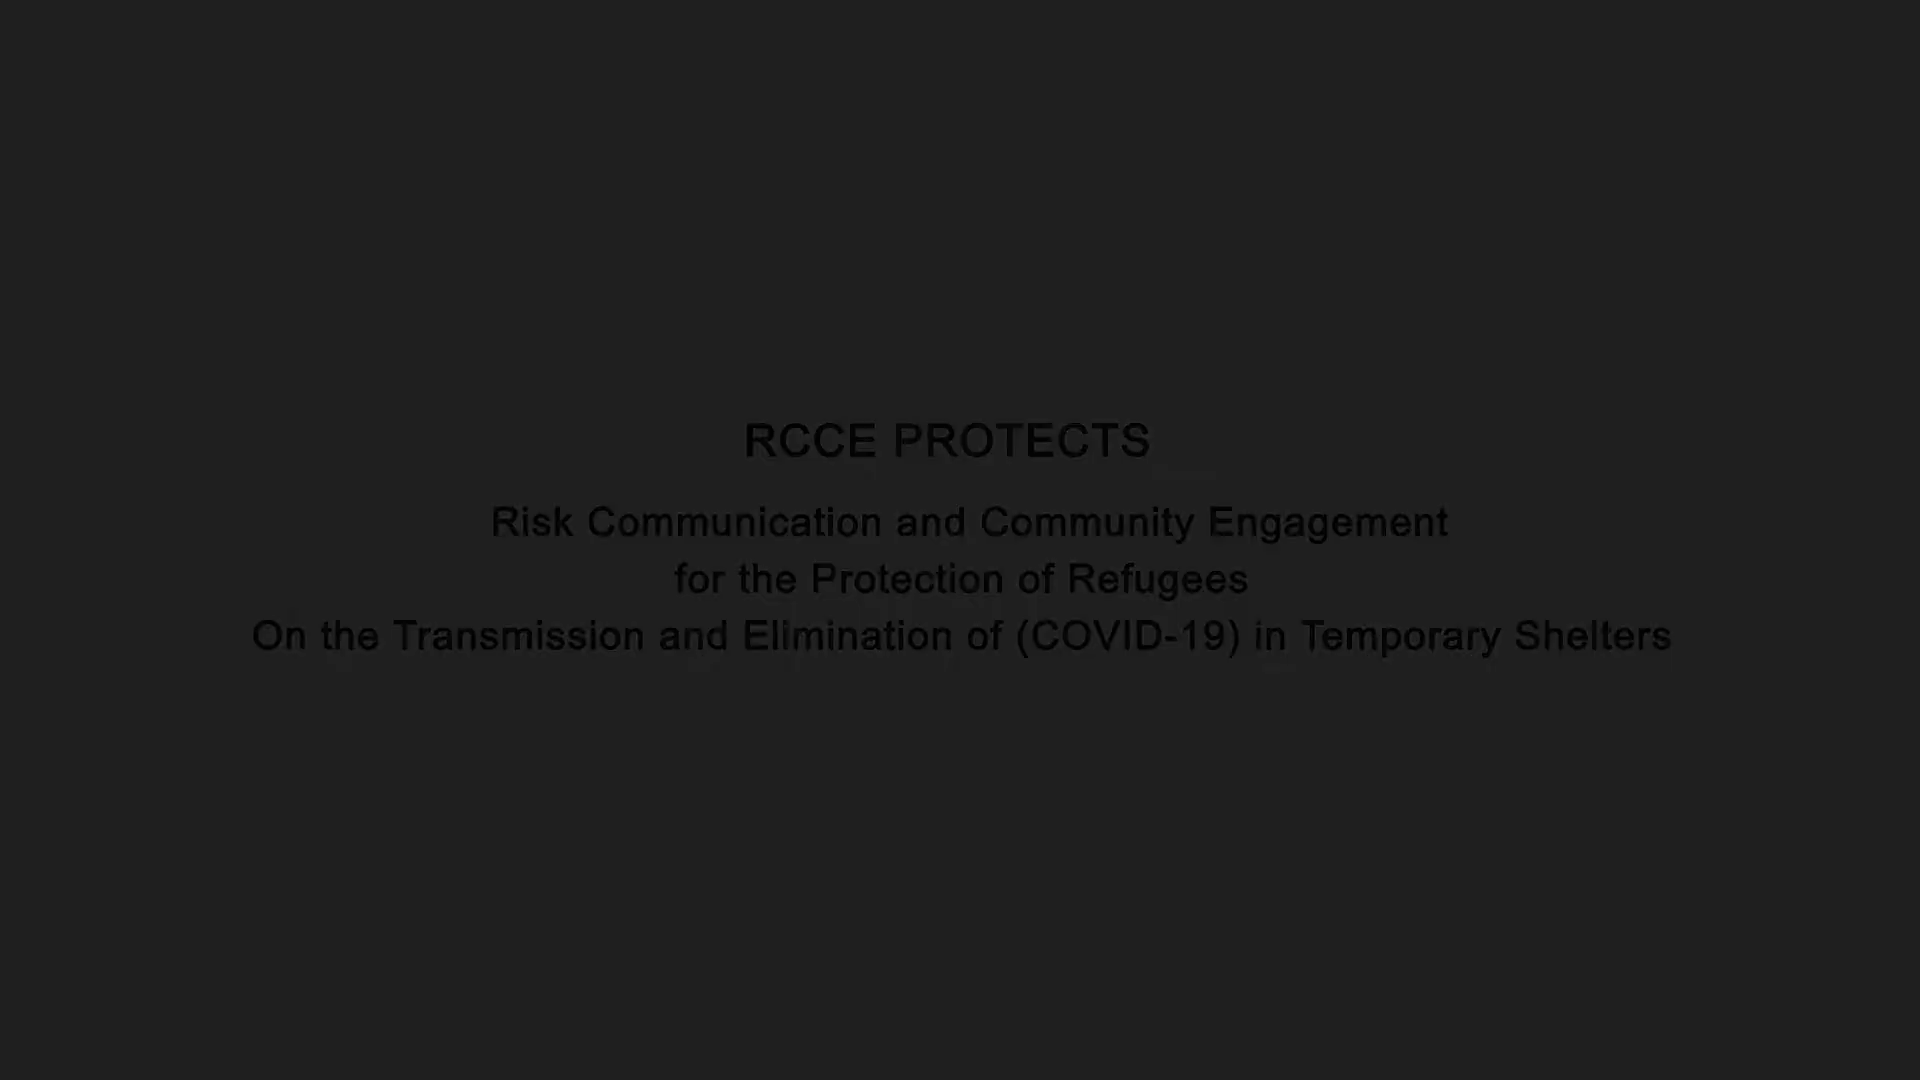 RCCE PROTECTS
Risk Communication and Community Engagement
for the Protection of Refugees
On the Transmission and Elimination of (COVID-19) in Temporary Shelters